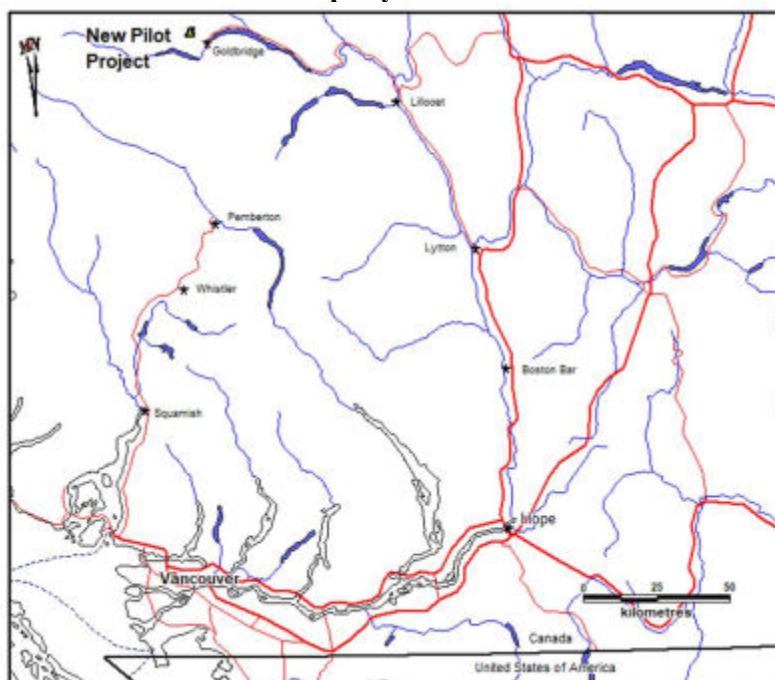 New Pilot
Project
Goldbridge
Lillooet
Pemberton
Lytton
Whistler
Boston Bar
Squamish
Hope
Vancouver
0 25 50
kilometres
Canada
United States of America